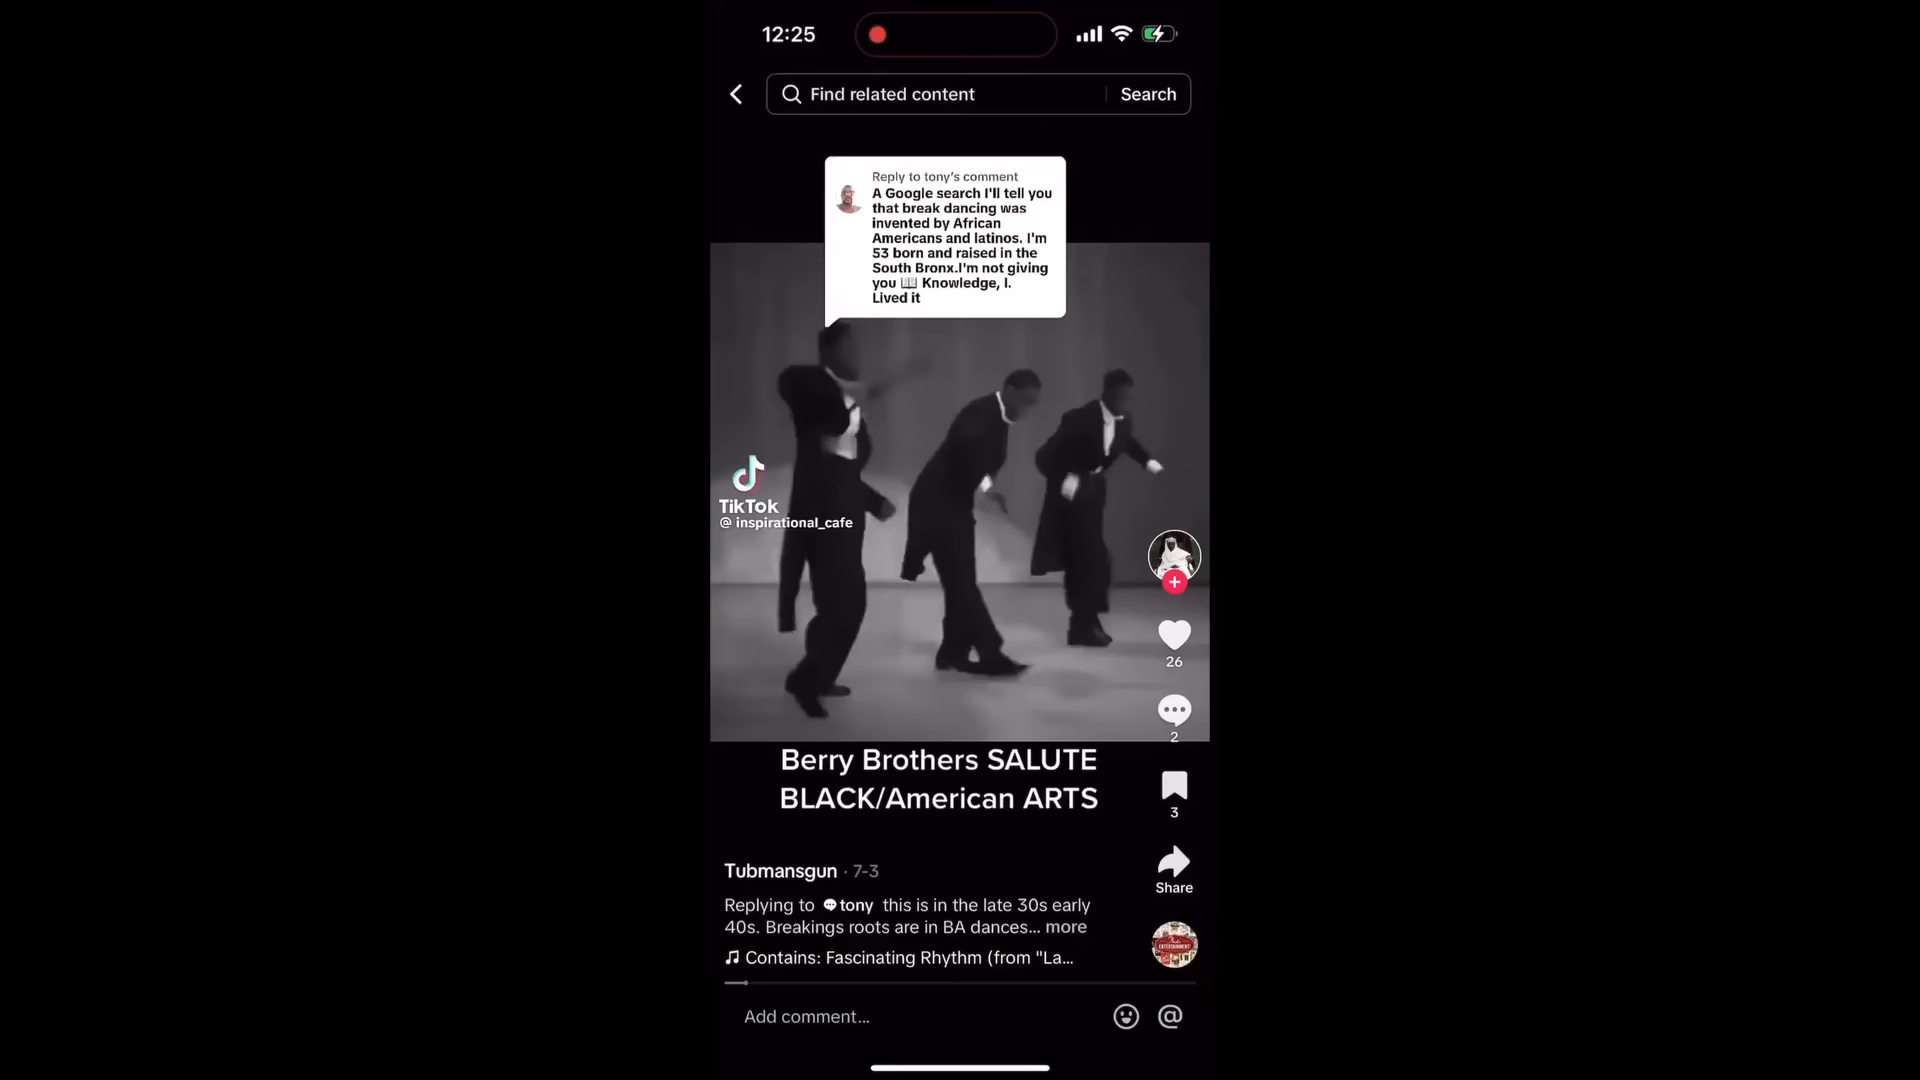 12:25
Find related content
Search
Reply to tony's comment
A Google search I'll tell you
that break dancing was
invented by African
Americans and latinos. I'm
53 born and raised in the
South Bronx.I'm not giving
you 📖 Knowledge, I.
Lived it
TikTok
@ inspirational_cafe
26
2
Berry Brothers SALUTE
BLACK/American ARTS
3
Share
Tubmansgun · 7-3
Replying to tony this is in the late 30s early
40s. Breakings roots are in BA dances... more
Contains: Fascinating Rhythm (from "La...
Add comment...